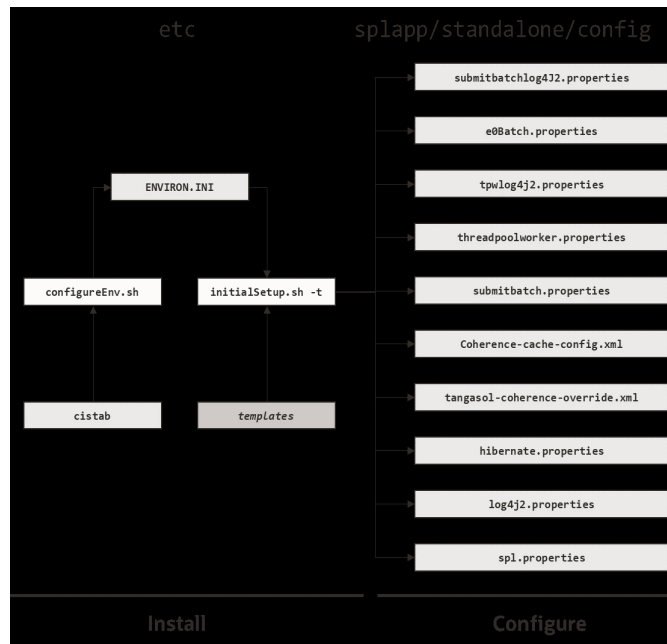 etc
splapp/standalone/config
submitbatchlog4J2.properties
e0Batch.properties
tpwlog4j2.properties
ENVIRON.INI
threadpoolworker.properties
configureEnv.sh
initialSetup.sh -t
submitbatch.properties
Coherence-cache-config.xml
cistab
templates
tangasol-coherence-override.xml
hibernate.properties
log4j2.properties
spl.properties
Install
Configure